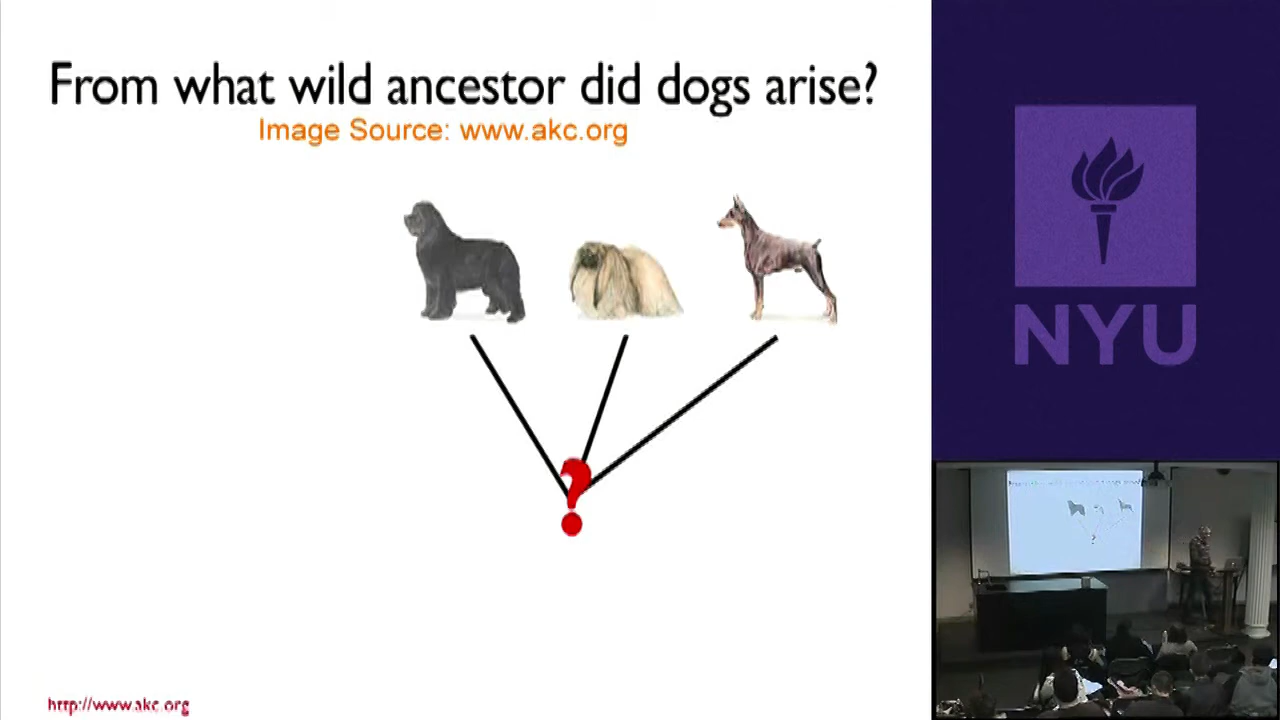 From what wild ancestor did dogs arise?
Image Source: www.akc.org
?
http://www.akc.org
NYU